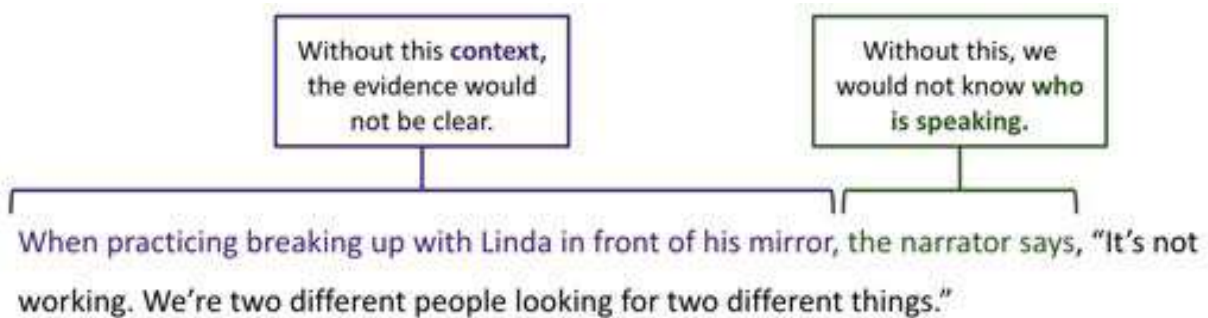 Without this context,
the evidence would
not be clear.
Without this, we
would not know who
is speaking.
When practicing breaking up with Linda in front of his mirror, the narrator says, “It’s not
working. We’re two different people looking for two different things.”